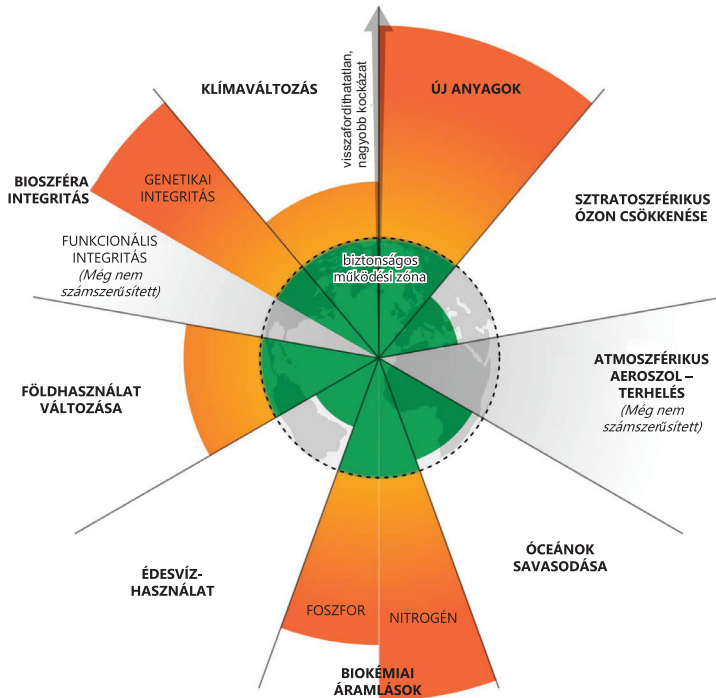 KLÍMAVÁLTOZÁS
visszafordíthatatlan,
nagyobb kockázat
ÚJ ANYAGOK
BIOSZFÉRA
INTEGRITÁS
GENETIKAI
INTEGRITÁS
SZTRATOSZFÉRIKUS
ÓZON CSÖKKENÉSE
FUNKCIONÁLIS
INTEGRITÁS
(Még nem
számszerűsített)
biztonságos
működési zóna
FÖLDHASZNÁLAT
VÁLTOZÁSA
ATMOSZFÉRIKUS
AEROSZOL –
TERHELÉS
(Még nem
számszerűsített)
ÉDESVÍZ-
HASZNÁLAT
ÓCEÁNOK
SAVASODÁSA
FOSZFOR
NITROGÉN
BIOKÉMIAI
ÁRAMLÁSOK